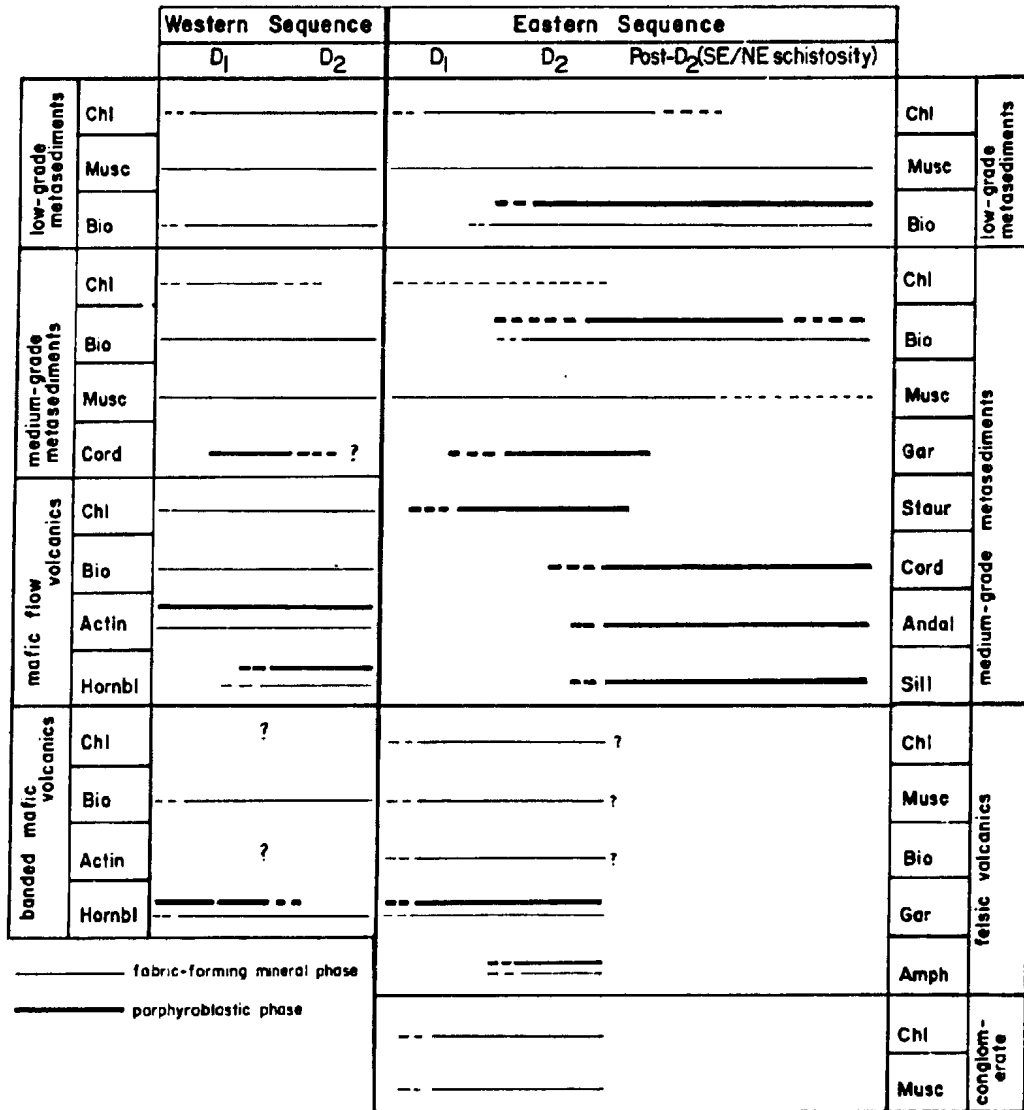 Western Sequence
Eastern Sequence
D1 D2
D1 D2 Post-D2(SE/NE schistosity)
low-grade metasediments
Chl
Musc
Bio
medium-grade metasediments
Chl
Bio
Musc
Cord
?
mafic flow volcanics
Chl
Bio
Actin
Hornbl
banded mafic volcanics
Chl
?
Bio
Actin
?
Hornbl
Chl
Musc
Bio
low-grade metasediments
Chl
Bio
Musc
Gar
Staur
Cord
Andal
Sill
medium-grade metasediments
?
Chl
?
Musc
?
Bio
Gar
Amph
felsic valcanics
Chl
Musc
conglom-
erate
fabric-forming mineral phase
porphyroblastic phase